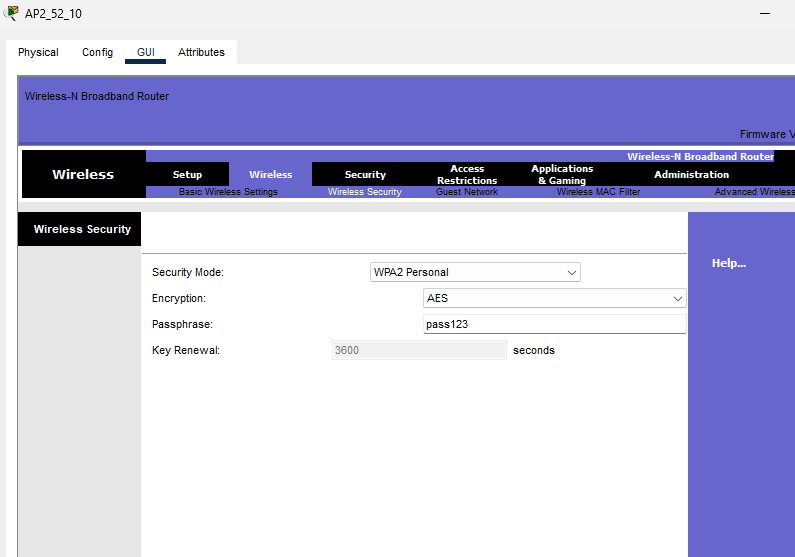 AP2_52_10
Physical Config GUI Attributes
Wireless-N Broadband Router
Firmware V
Wireless-N Broadband Router
Wireless Setup Wireless Security Access Restrictions Applications & Gaming Administration
Basic Wireless Settings Wireless Security Guest Network Wireless MAC Filter Advanced Wireless
Wireless Security
Help...
Security Mode: WPA2 Personal
Encryption: AES
Passphrase: pass123
Key Renewal: 3600 seconds